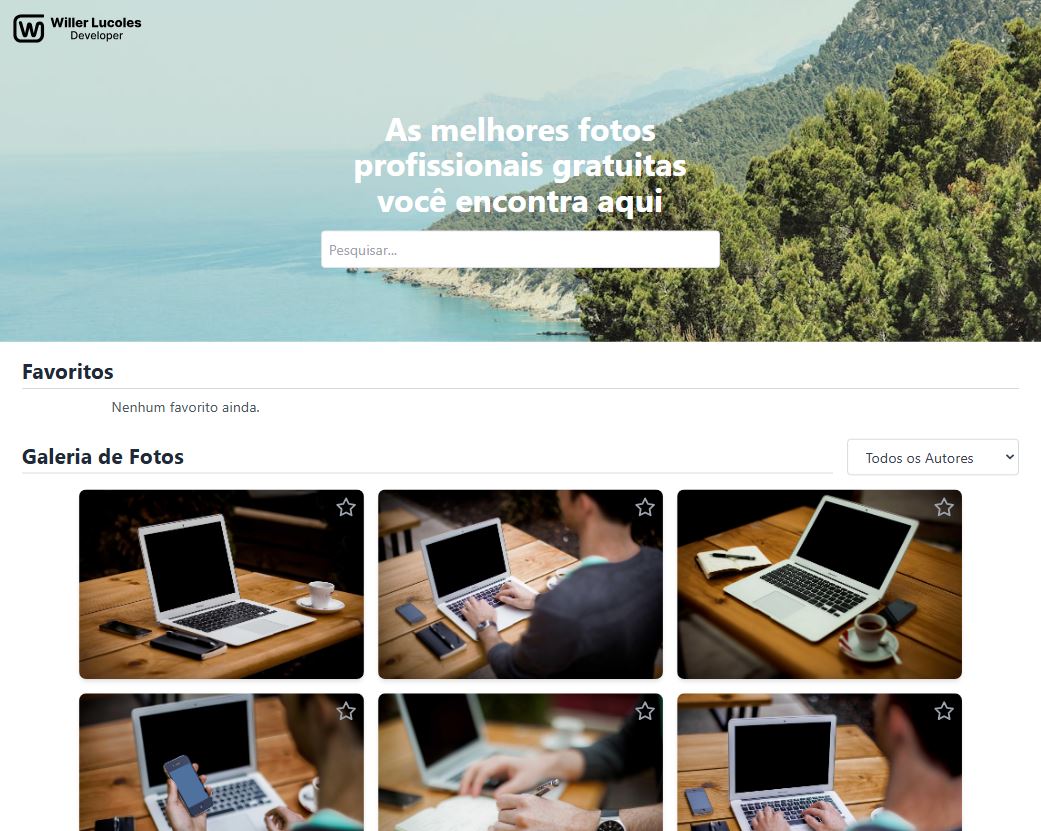 Willer Lucoles
Developer
As melhores fotos
profissionais gratuitas
você encontra aqui
Pesquisar...
Favoritos
Nenhum favorito ainda.
Galeria de Fotos
Todos os Autores